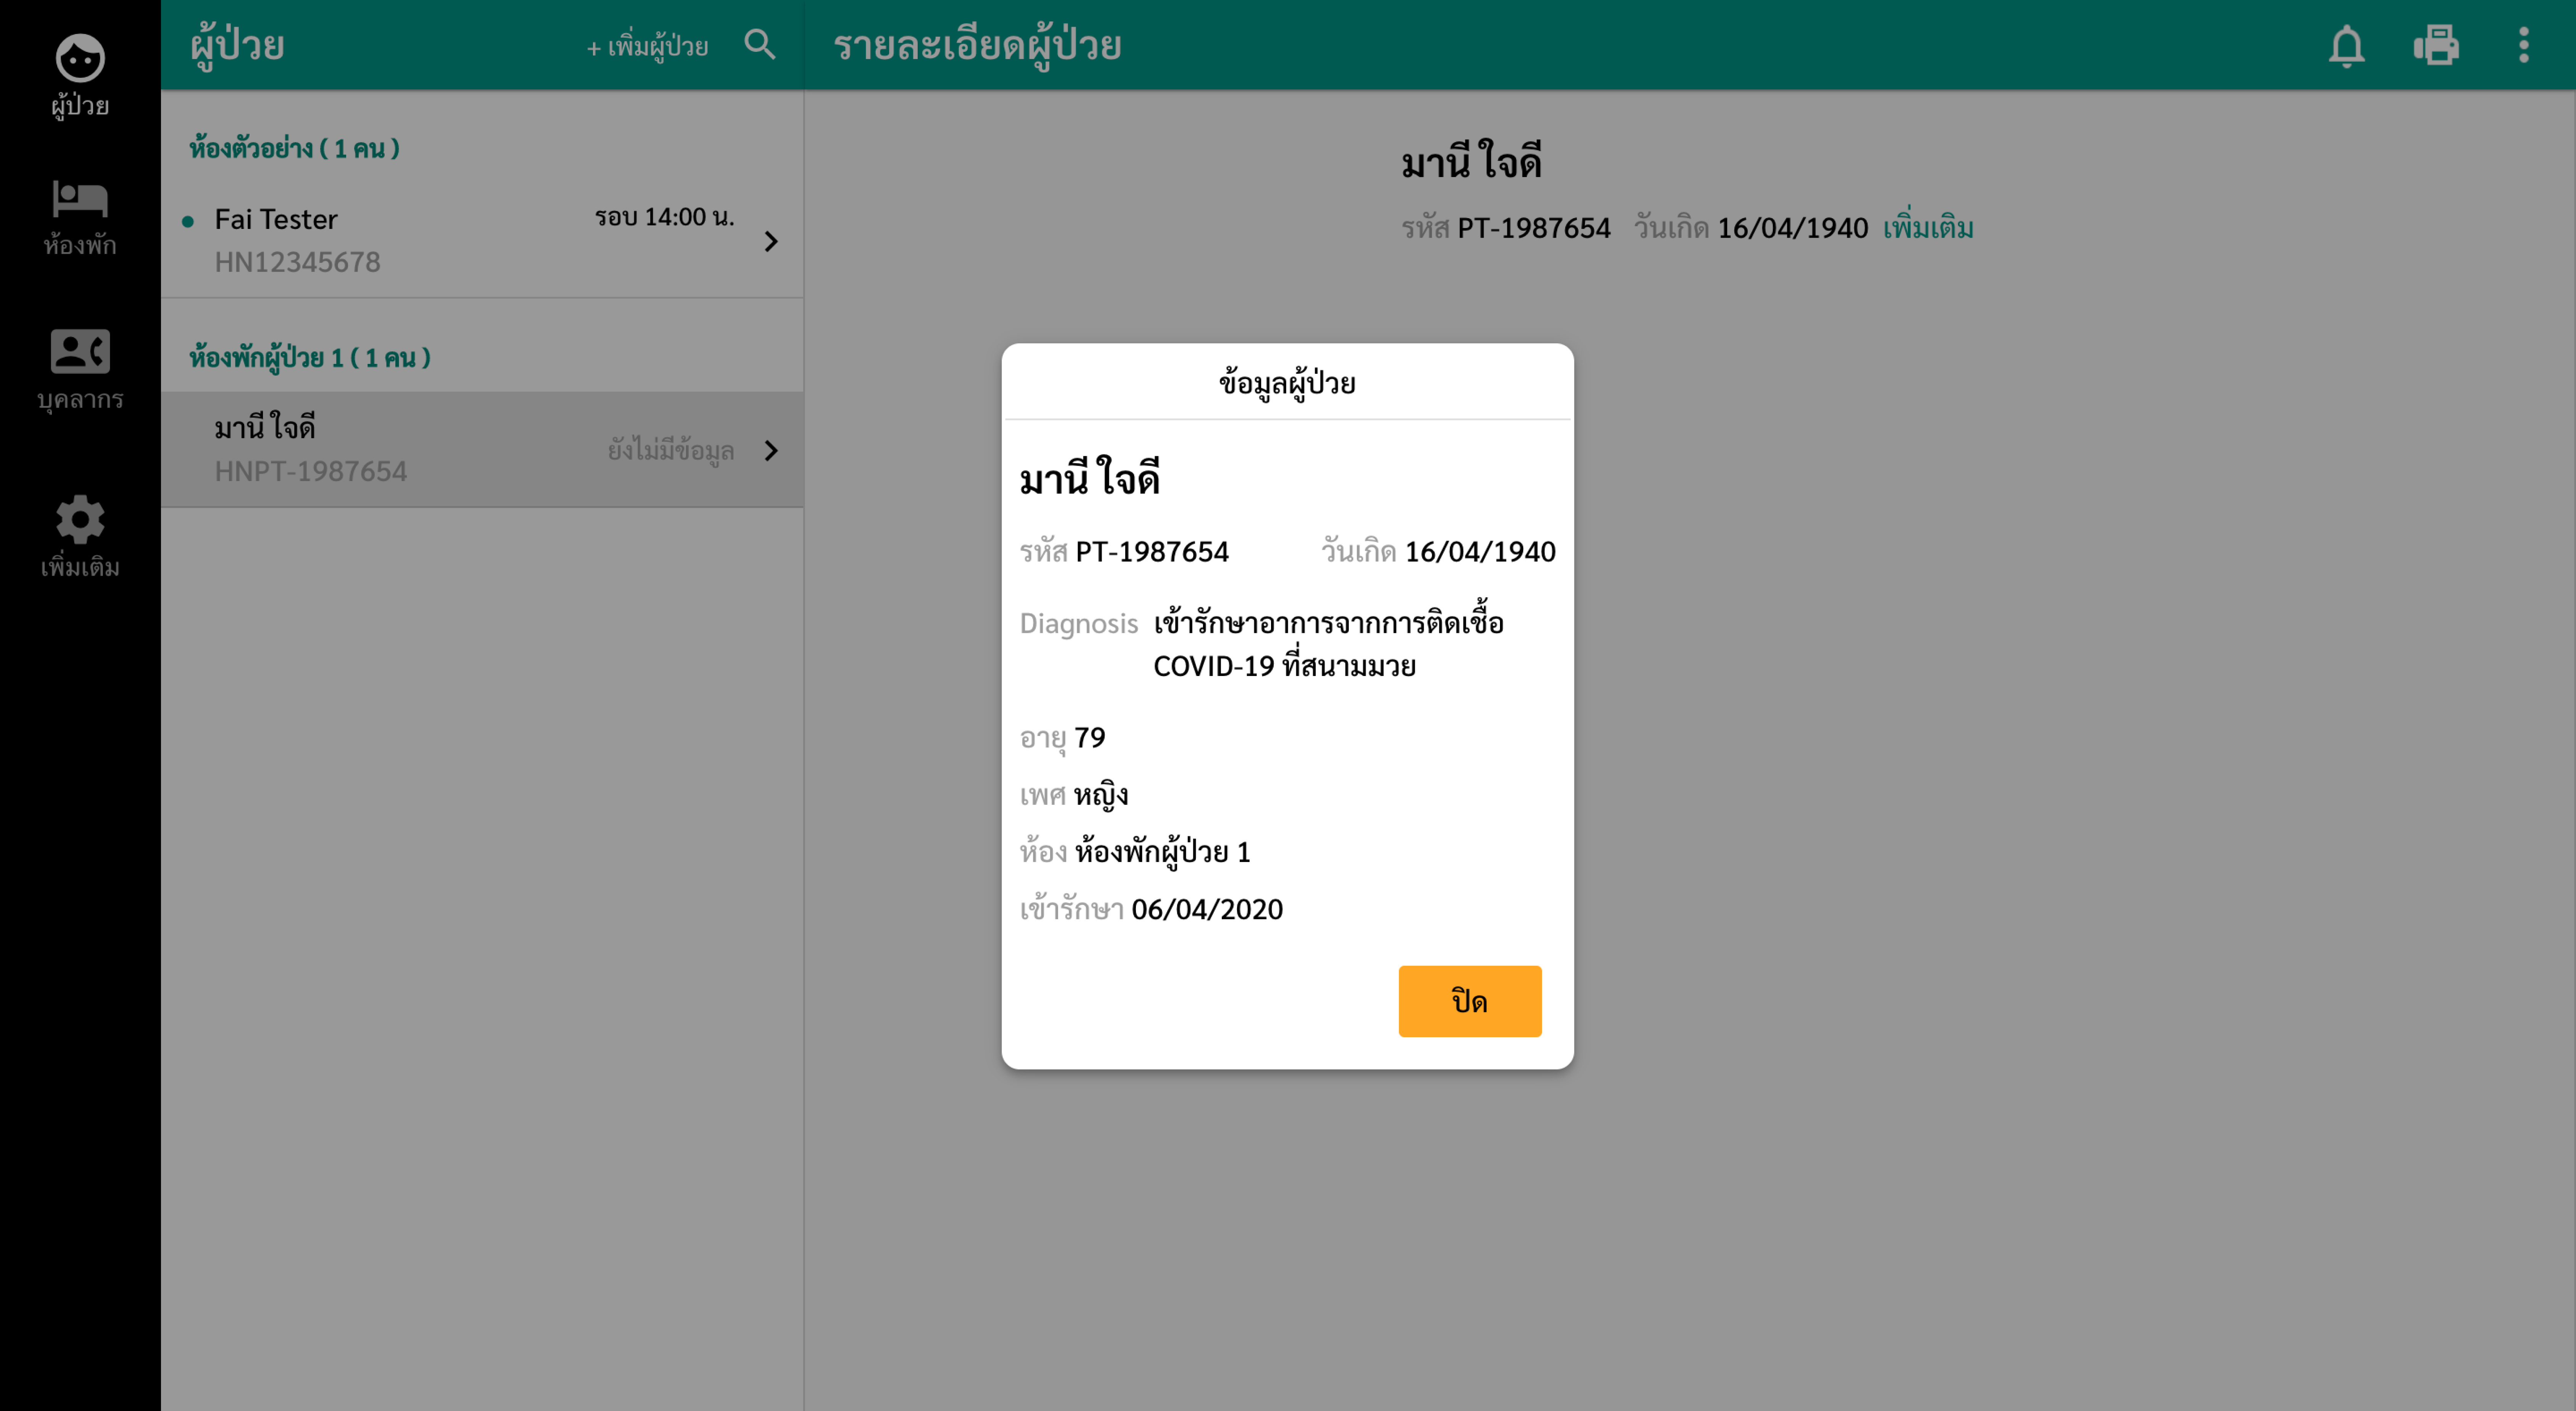 ผู้ป่วย
ห้องพัก
บุคลากร
เพิ่มเติม
ผู้ป่วย
+ เพิ่มผู้ป่วย
ห้องตัวอย่าง ( 1 คน )
Fai Tester
รอบ 14:00 น.
HN12345678
ห้องพักผู้ป่วย 1 ( 1 คน )
มานี ใจดี
ยังไม่มีข้อมูล
HNPT-1987654
รายละเอียดผู้ป่วย
มานี ใจดี
รหัส PT-1987654 วันเกิด 16/04/1940 เพิ่มเติม
ข้อมูลผู้ป่วย
มานี ใจดี
รหัส PT-1987654 วันเกิด 16/04/1940
Diagnosis เข้ารักษาอาการจากการติดเชื้อ
COVID-19 ที่สนามมวย
อายุ 79
เพศ หญิง
ห้อง ห้องพักผู้ป่วย 1
เข้ารักษา 06/04/2020
ปิด